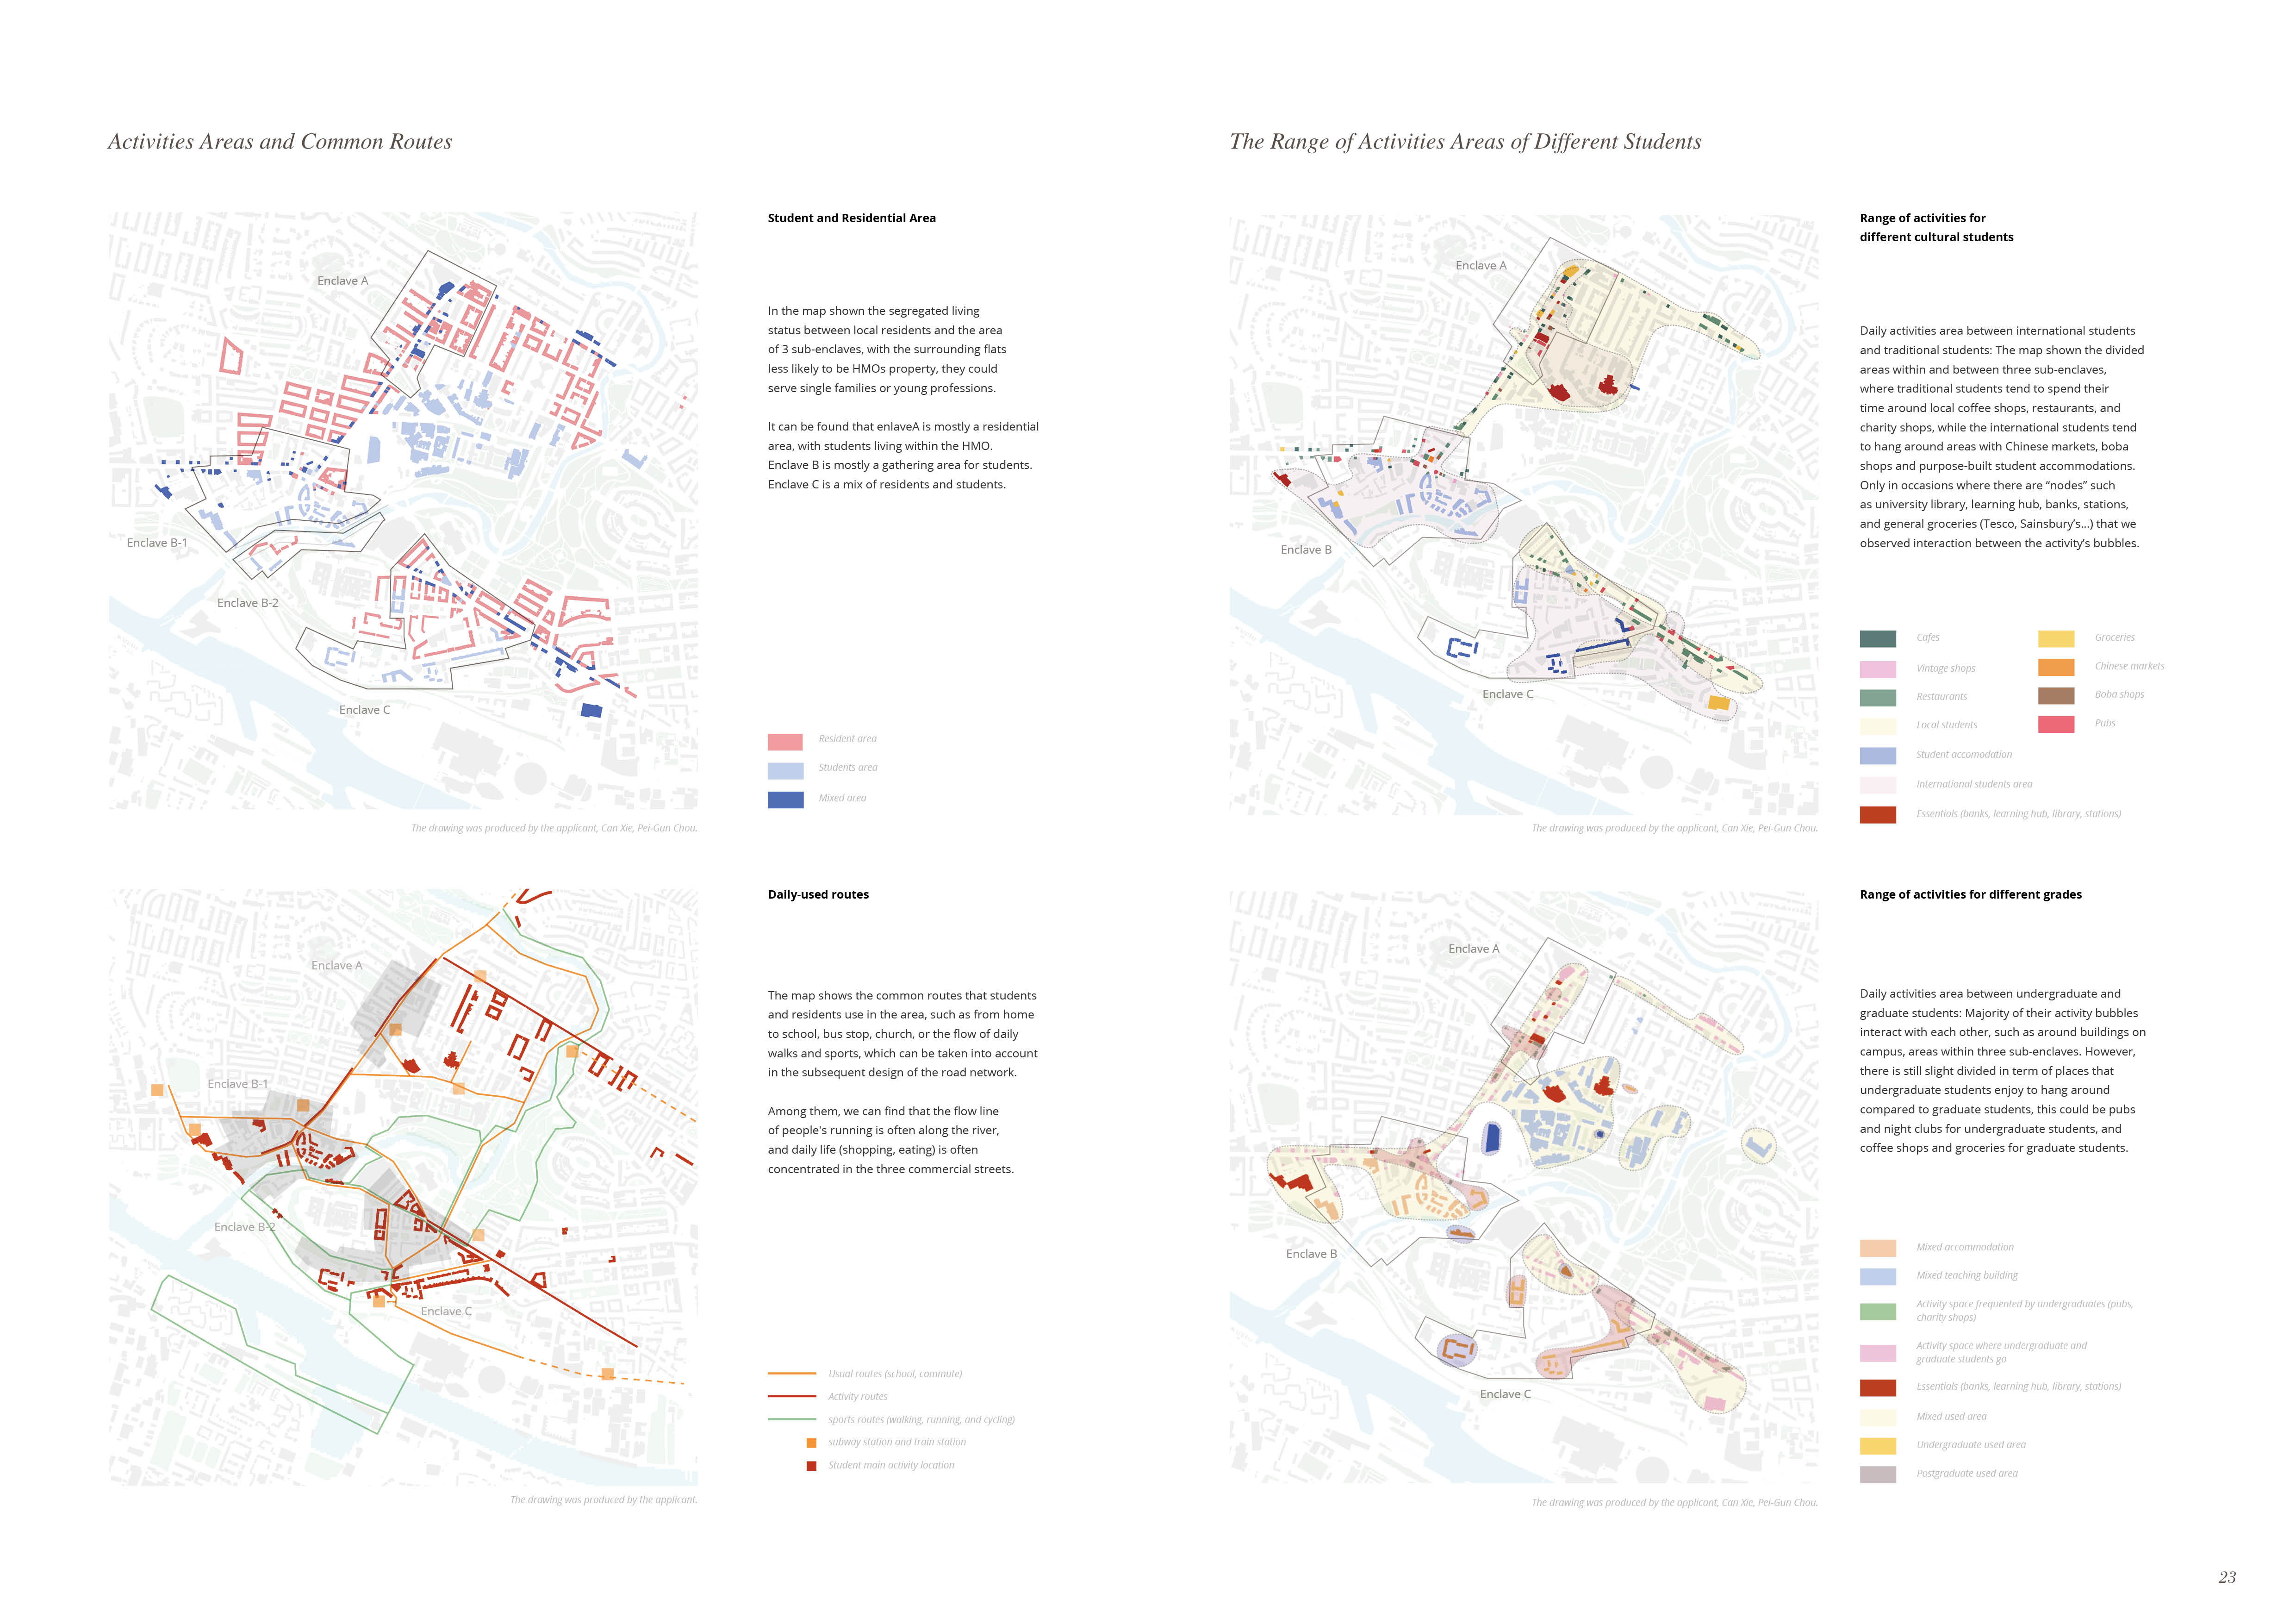 Activities Areas and Common Routes
Student and Residential Area
In the map shown the segregated living
status between local residents and the area
of 3 sub-enclaves, with the surrounding flats
less likely to be HMOs property, they could
serve single families or young professions.
It can be found that enlaveA is mostly a residential
area, with students living within the HMO.
Enclave B is mostly a gathering area for students.
Enclave C is a mix of residents and students.
Enclave A
Enclave B-1
Enclave B-2
Enclave C
Resident area
Students area
Mixed area
The drawing was produced by the applicant, Can Xie, Pei-Gun Chou.
Daily-used routes
The map shows the common routes that students
and residents use in the area, such as from home
to school, bus stop, church, or the flow of daily
walks and sports, which can be taken into account
in the subsequent design of the road network.
Among them, we can find that the flow line
of people's running is often along the river,
and daily life (shopping, eating) is often
concentrated in the three commercial streets.
Enclave A
Enclave B-1
Enclave B-2
Enclave C
Usual routes (school, commute)
Activity routes
sports routes (walking, running, and cycling)
subway station and train station
Student main activity location
The drawing was produced by the applicant.
The Range of Activities Areas of Different Students
Range of activities for
different cultural students
Daily activities area between international students
and traditional students: The map shown the divided
areas within and between three sub-enclaves,
where traditional students tend to spend their
time around local coffee shops, restaurants, and
charity shops, while the international students tend
to hang around areas with Chinese markets, boba
shops and purpose-built student accommodations.
Only in occasions where there are “nodes” such
as university library, learning hub, banks, stations,
and general groceries (Tesco, Sainsbury’s...) that we
observed interaction between the activity’s bubbles.
Enclave A
Enclave B
Enclave C
Cafes
Vintage shops
Restaurants
Local students
Student accomodation
International students area
Essentials (banks, learning hub, library, stations)
Groceries
Chinese markets
Boba shops
Pubs
The drawing was produced by the applicant, Can Xie, Pei-Gun Chou.
Range of activities for different grades
Daily activities area between undergraduate and
graduate students: Majority of their activity bubbles
interact with each other, such as around buildings on
campus, areas within three sub-enclaves. However,
there is still slight divided in term of places that
undergraduate students enjoy to hang around
compared to graduate students, this could be pubs
and night clubs for undergraduate students, and
coffee shops and groceries for graduate students.
Enclave A
Enclave B
Enclave C
Mixed accommodation
Mixed teaching building
Activity space frequented by undergraduates (pubs,
charity shops)
Activity space where undergraduate and
graduate students go
Essentials (banks, learning hub, library, stations)
Mixed used area
Undergraduate used area
Postgraduate used area
The drawing was produced by the applicant, Can Xie, Pei-Gun Chou.
23